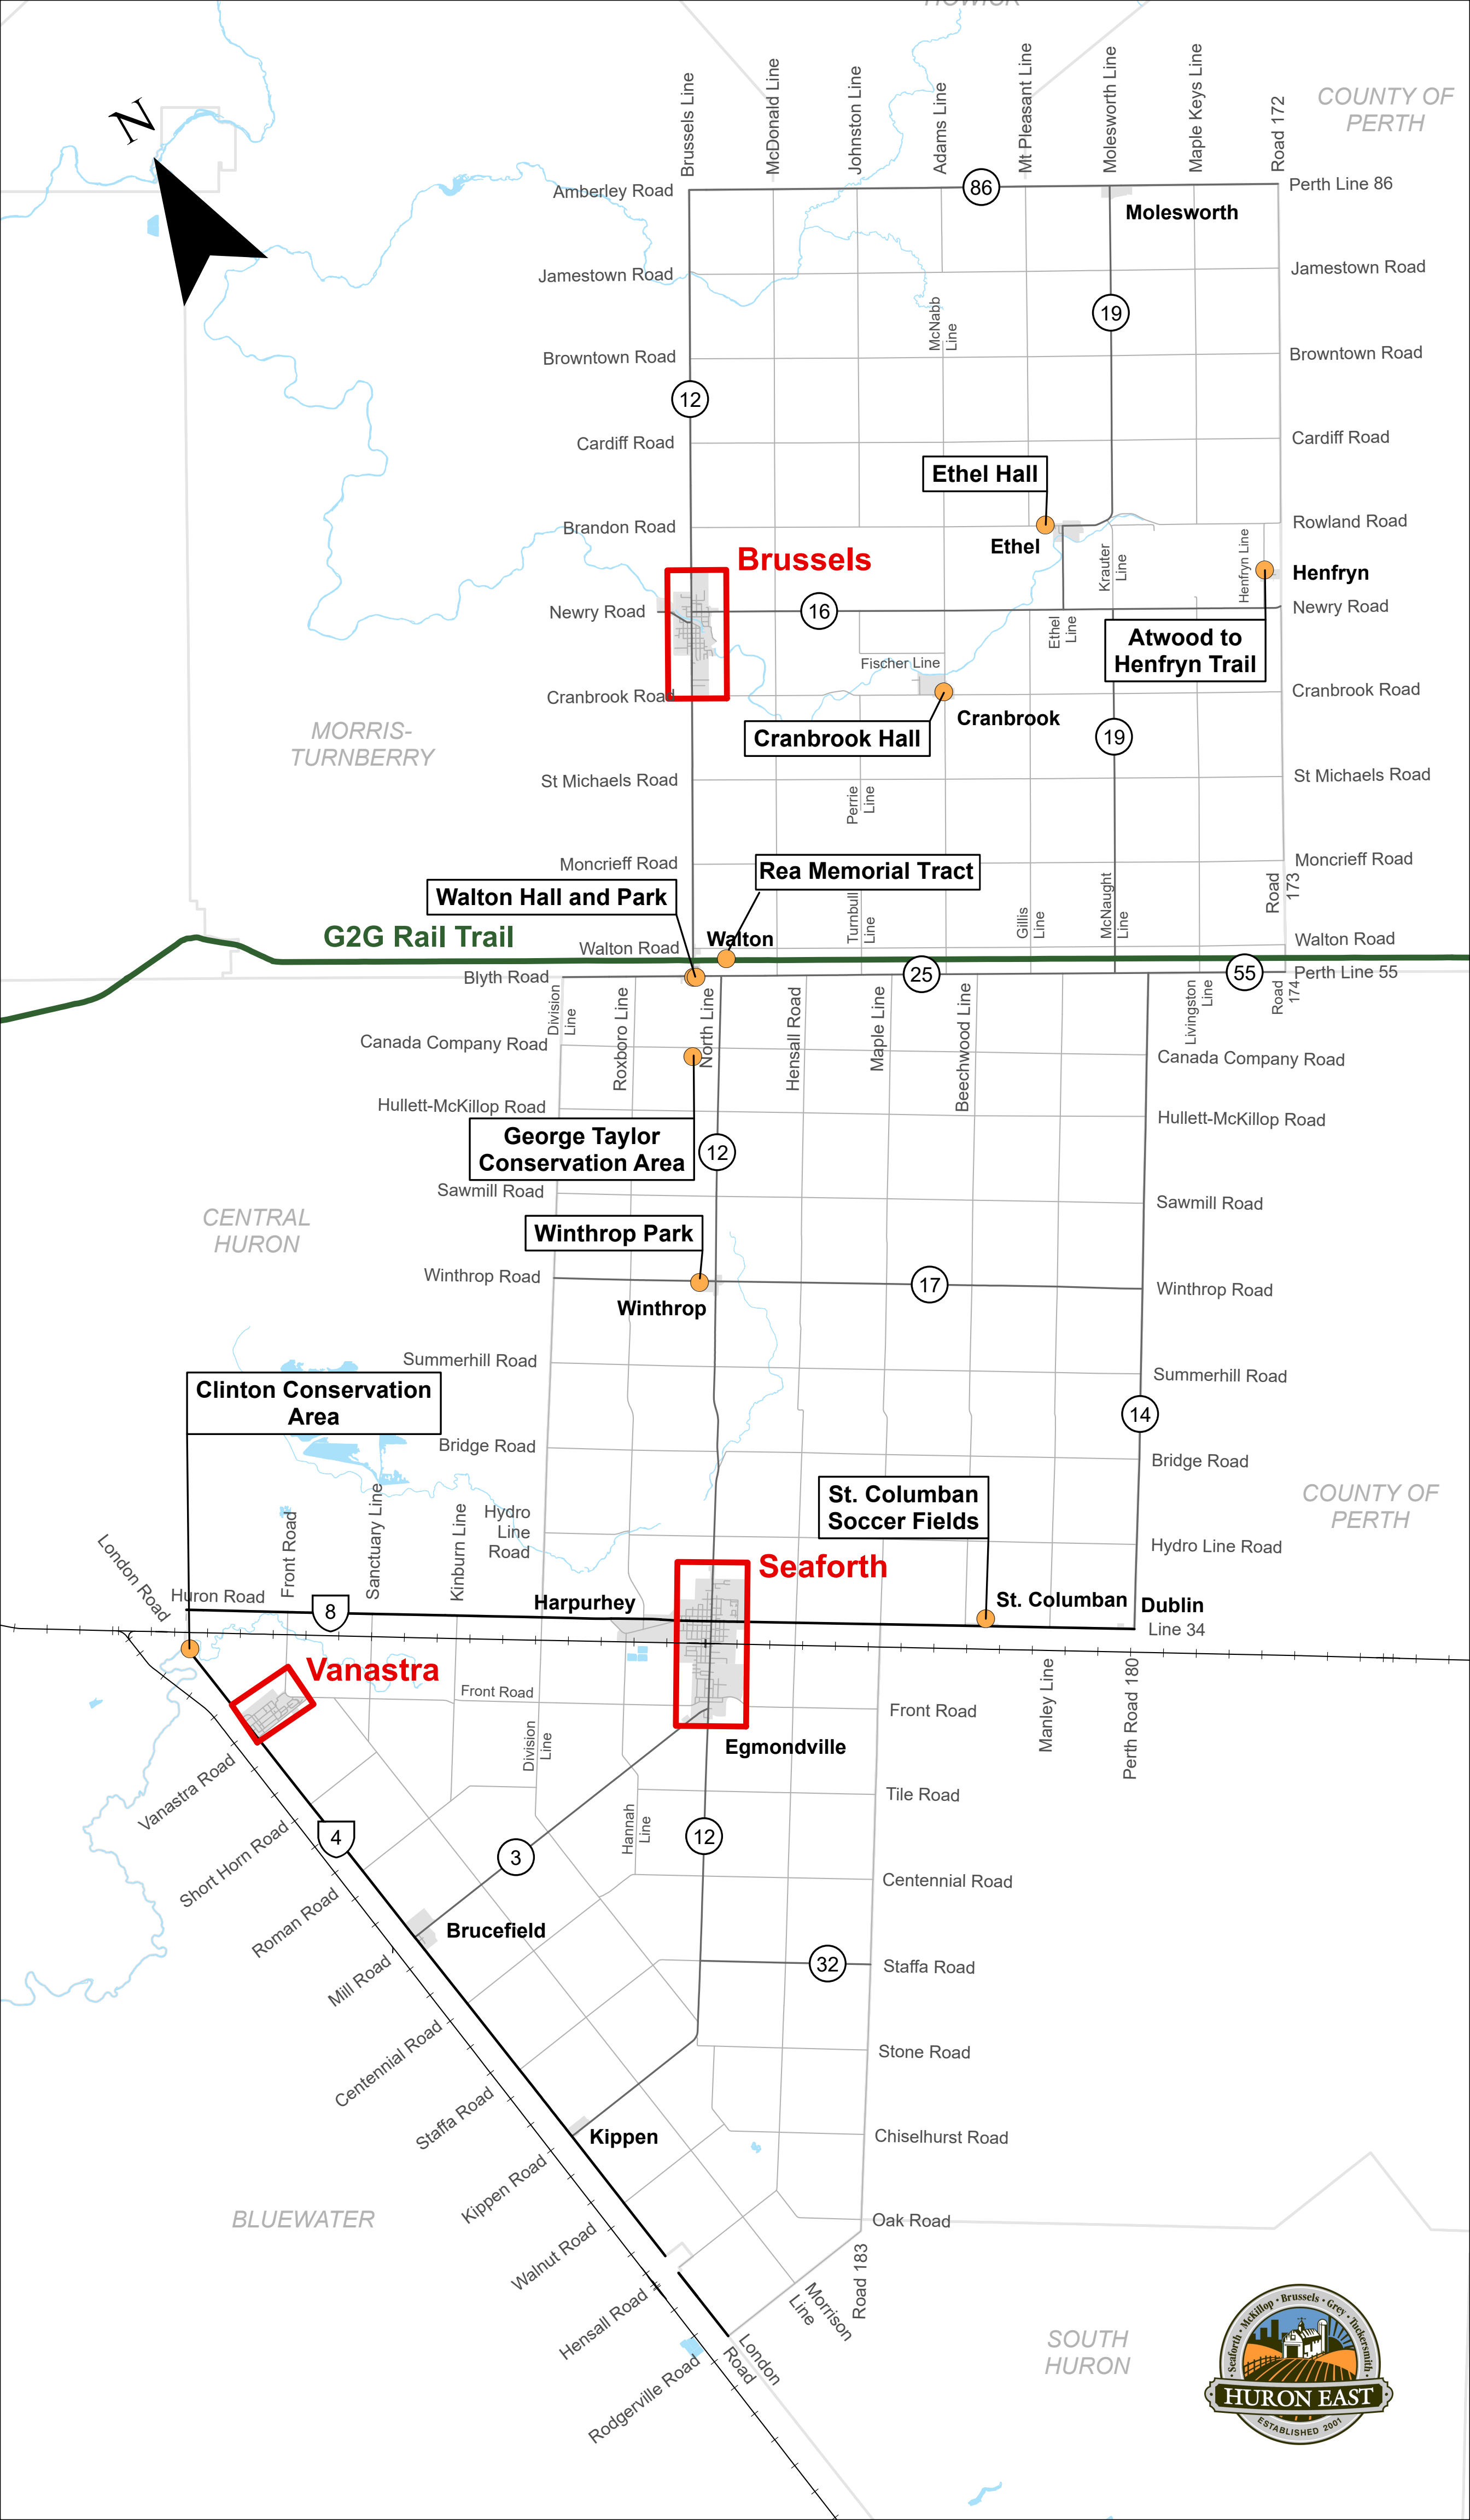 HOWICK
N
COUNTY OF
PERTH
Brussels Line
McDonald Line
Johnston Line
Adams Line
Mt Pleasant Line
Molesworth Line
Maple Keys Line
Road 172
Amberley Road
86
Perth Line 86
Molesworth
Jamestown Road
Jamestown Road
McNabb
Line
19
Browntown Road
Browntown Road
12
Cardiff Road
Cardiff Road
Ethel Hall
Brandon Road
Rowland Road
Ethel
Krauter
Line
Henfryn Line
Brussels
Henfryn
Newry Road
16
Newry Road
Ethel
Line
Atwood to
Henfryn Trail
Fischer Line
Cranbrook Road
Cranbrook Road
Cranbrook
Cranbrook Hall
19
MORRIS-
TURNBERRY
St Michaels Road
St Michaels Road
Perrie
Line
Moncrieff Road
Moncrieff Road
Rea Memorial Tract
Walton Hall and Park
Turnbull
Line
Gillis
Line
McNaught
Line
Road
173
G2G Rail Trail
Walton
Walton Road
Walton Road
Blyth Road
25
55
Perth Line 55
Division
Line
Roxboro Line
North Line
Hensall Road
Maple Line
Beechwood Line
Livingston
Line
Road
174
Canada Company Road
Canada Company Road
Hullett-McKillop Road
Hullett-McKillop Road
George Taylor
Conservation Area
12
Sawmill Road
Sawmill Road
CENTRAL
HURON
Winthrop Park
Winthrop Road
17
Winthrop Road
Winthrop
Summerhill Road
Summerhill Road
Clinton Conservation
Area
14
Bridge Road
Bridge Road
COUNTY OF
PERTH
St. Columban
Soccer Fields
Hydro
Line
Road
Hydro Line Road
London Road
Front Road
Sanctuary Line
Kinburn Line
Seaforth
Huron Road
8
Harpurhey
St. Columban
Dublin
Line 34
Vanastra
Front Road
Front Road
Manley Line
Perth Road 180
Division
Line
Egmondville
Vanastra Road
Tile Road
Hannah
Line
12
4
3
Short Horn Road
Centennial Road
Roman Road
Brucefield
32
Staffa Road
Mill Road
Centennial Road
Stone Road
Staffa Road
Kippen
Chiselhurst Road
Kippen Road
BLUEWATER
Oak Road
Walnut Road
Road 183
Morrison
Line
Hensall Road
London
Road
Rodgerville Road
SOUTH
HURON
Seaforth • McKillop • Brussels • Grey • Tuckersmith
HURON EAST
ESTABLISHED 2001